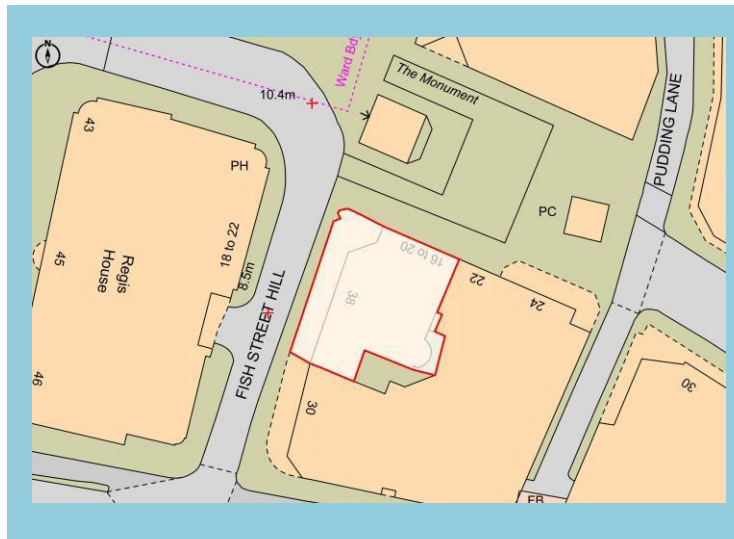 N
Ward Bdy
The Monument
10.4m
43
PH
PUDDING LANE
PC
18 to 22
16 to 20
45
Regis
House
8.5m
38
22
24
FISH STREET HILL
46
30
30
FB